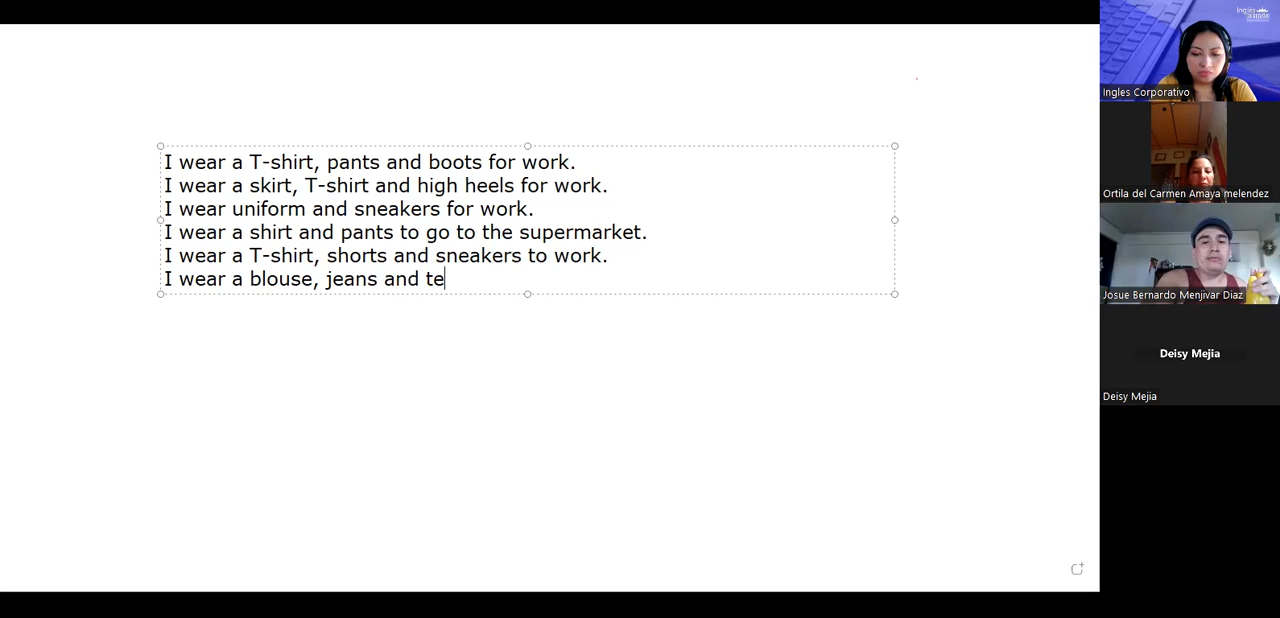 I wear a T-shirt, pants and boots for work.
I wear a skirt, T-shirt and high heels for work.
I wear uniform and sneakers for work.
I wear a shirt and pants to go to the supermarket.
I wear a T-shirt, shorts and sneakers to work.
I wear a blouse, jeans and te
Ingles Corporativo
Ortila del Carmen Amaya melendez
Josue Bernardo Menjivar Diaz
Deisy Mejia
Deisy Mejia